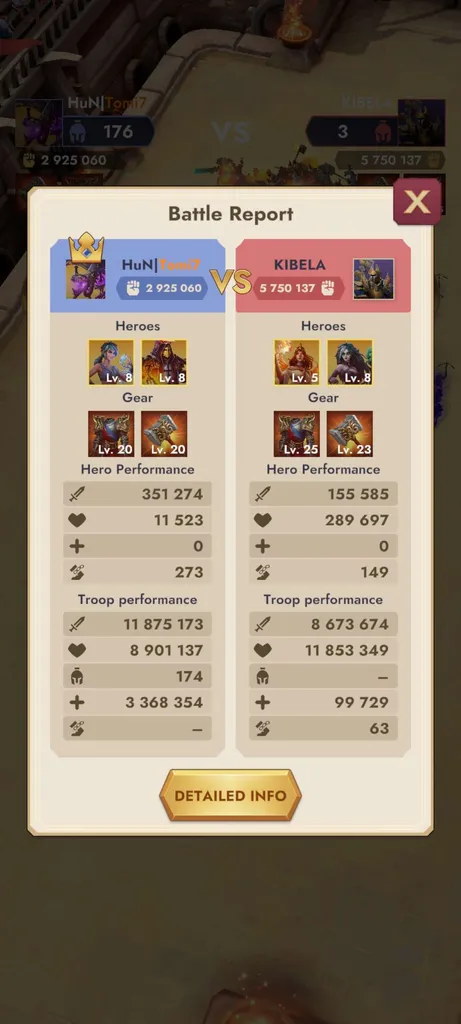 HuN|Tomi7
KIBELA
176
VS
3
2 925 060
5 750 137
Battle Report
X
HuN|Tomi7
2 925 060
VS
KIBELA
5 750 137
Heroes
Heroes
Lv. 8
Lv. 8
Lv. 5
Lv. 8
Gear
Gear
Lv. 20
Lv. 20
Lv. 25
Lv. 23
Hero Performance
Hero Performance
351 274
155 585
11 523
289 697
0
0
273
149
Troop performance
Troop performance
11 875 173
8 673 674
8 901 137
11 853 349
174
–
3 368 354
99 729
–
63
DETAILED INFO